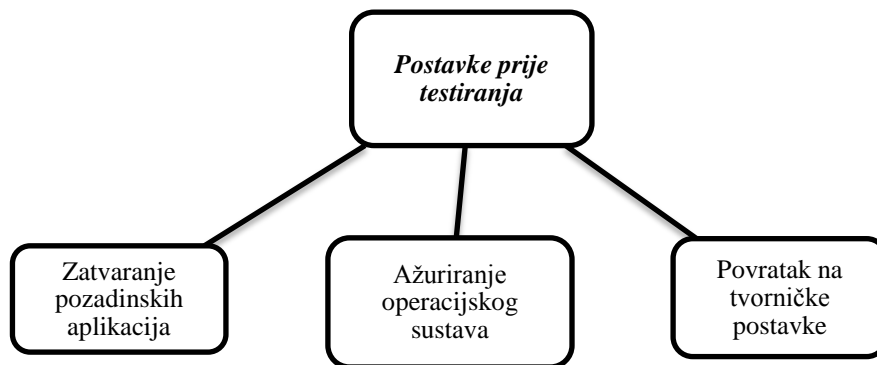 Postavke prije
testiranja
Zatvaranje
pozadinskih
aplikacija
Ažuriranje
operacijskog
sustava
Povratak na
tvorničke
postavke